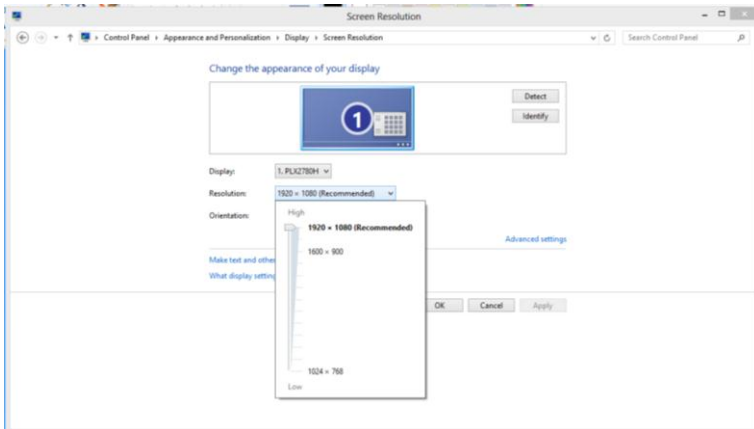 Screen Resolution
Control Panel › Appearance and Personalization › Display › Screen Resolution
Search Control Panel
Change the appearance of your display
1
Detect
Identify
Display: 1. PLX2780H
Resolution: 1920 × 1080 (Recommended)
Orientation:
High
1920 × 1080 (Recommended)
1600 × 900
1024 × 768
Low
Advanced settings
Make text and other
What display setting
OK Cancel Apply